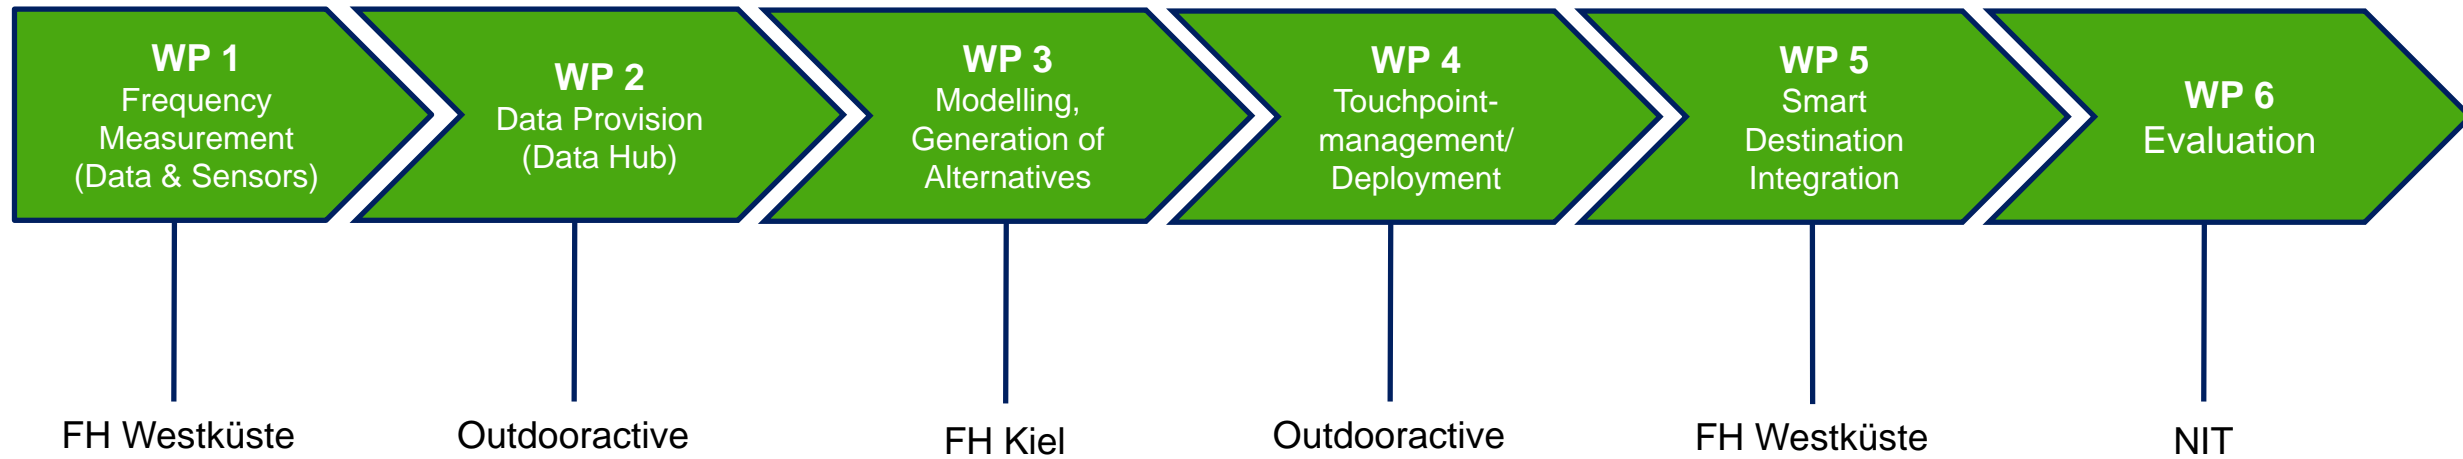 WP 1
Frequency
Measurement
(Data & Sensors)
WP 2
Data Provision
(Data Hub)
WP 3
Modelling,
Generation of
Alternatives
WP 4
Touchpoint-
management/
Deployment
WP 5
Smart
Destination
Integration
WP 6
Evaluation
FH Westküste
Outdooractive
FH Kiel
Outdooractive
FH Westküste
NIT